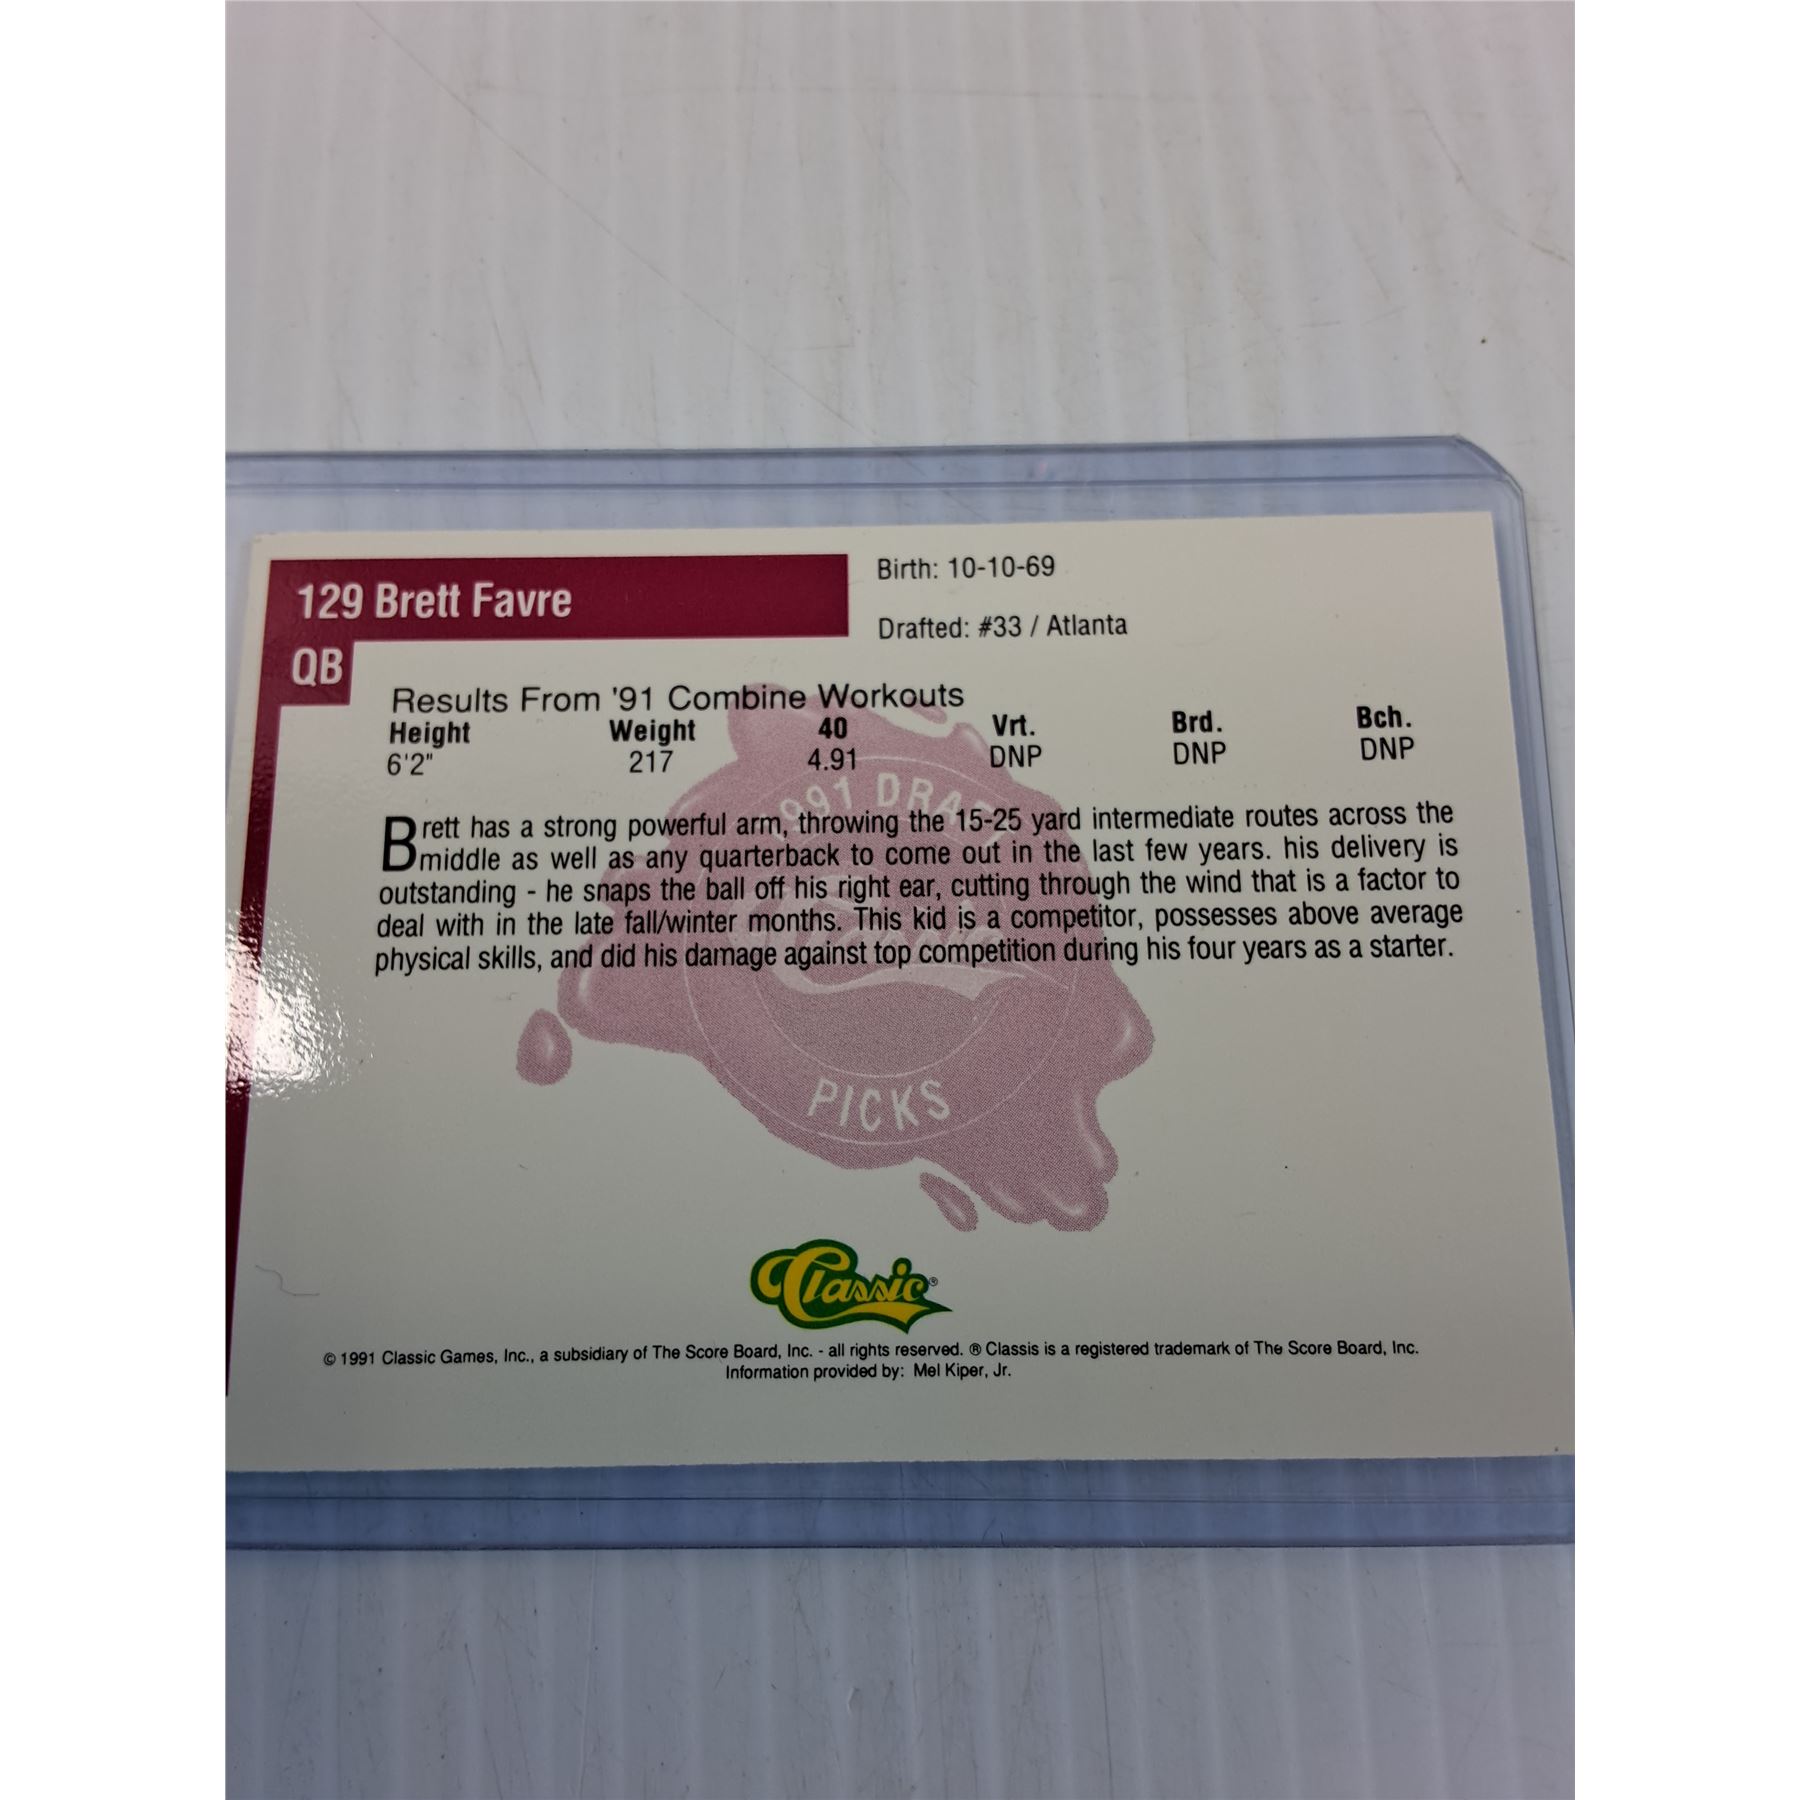 129 Brett Favre
QB
Birth: 10-10-69
Drafted: #33 / Atlanta
Results From '91 Combine Workouts
Height Weight 40 Vrt. Brd. Bch.
6'2" 217 4.91 DNP DNP DNP
Brett has a strong powerful arm, throwing the 15-25 yard intermediate routes across the
middle as well as any quarterback to come out in the last few years. his delivery is
outstanding - he snaps the ball off his right ear, cutting through the wind that is a factor to
deal with in the late fall/winter months. This kid is a competitor, possesses above average
physical skills, and did his damage against top competition during his four years as a starter.
1991 DRAFT
PICKS
Classic®
© 1991 Classic Games, Inc., a subsidiary of The Score Board, Inc. - all rights reserved. ® Classis is a registered trademark of The Score Board, Inc.
Information provided by: Mel Kiper, Jr.